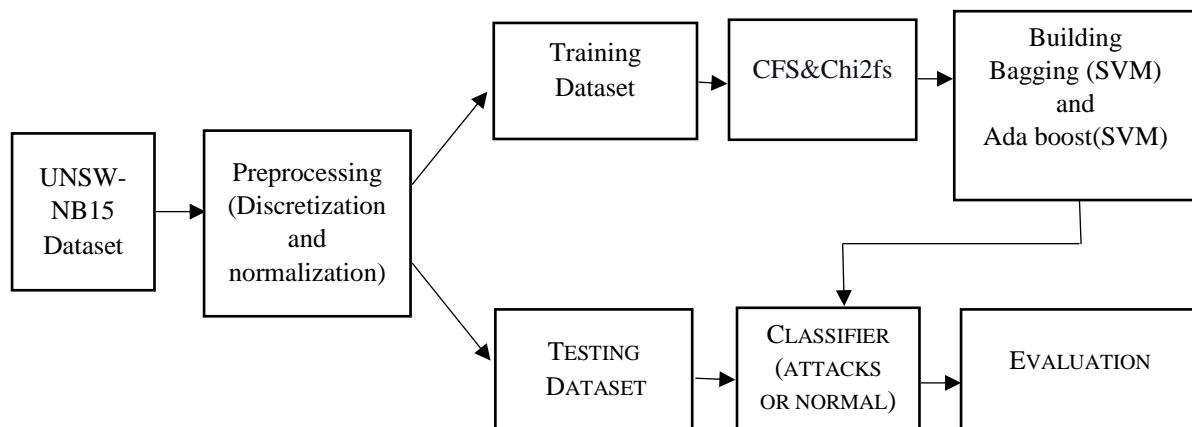 UNSW-
NB15
Dataset
Preprocessing
(Discretization
and
normalization)
Training
Dataset
CFS&Chi2fs
Building
Bagging (SVM)
and
Ada boost(SVM)
TESTING
DATASET
CLASSIFIER
(ATTACKS
OR NORMAL)
EVALUATION